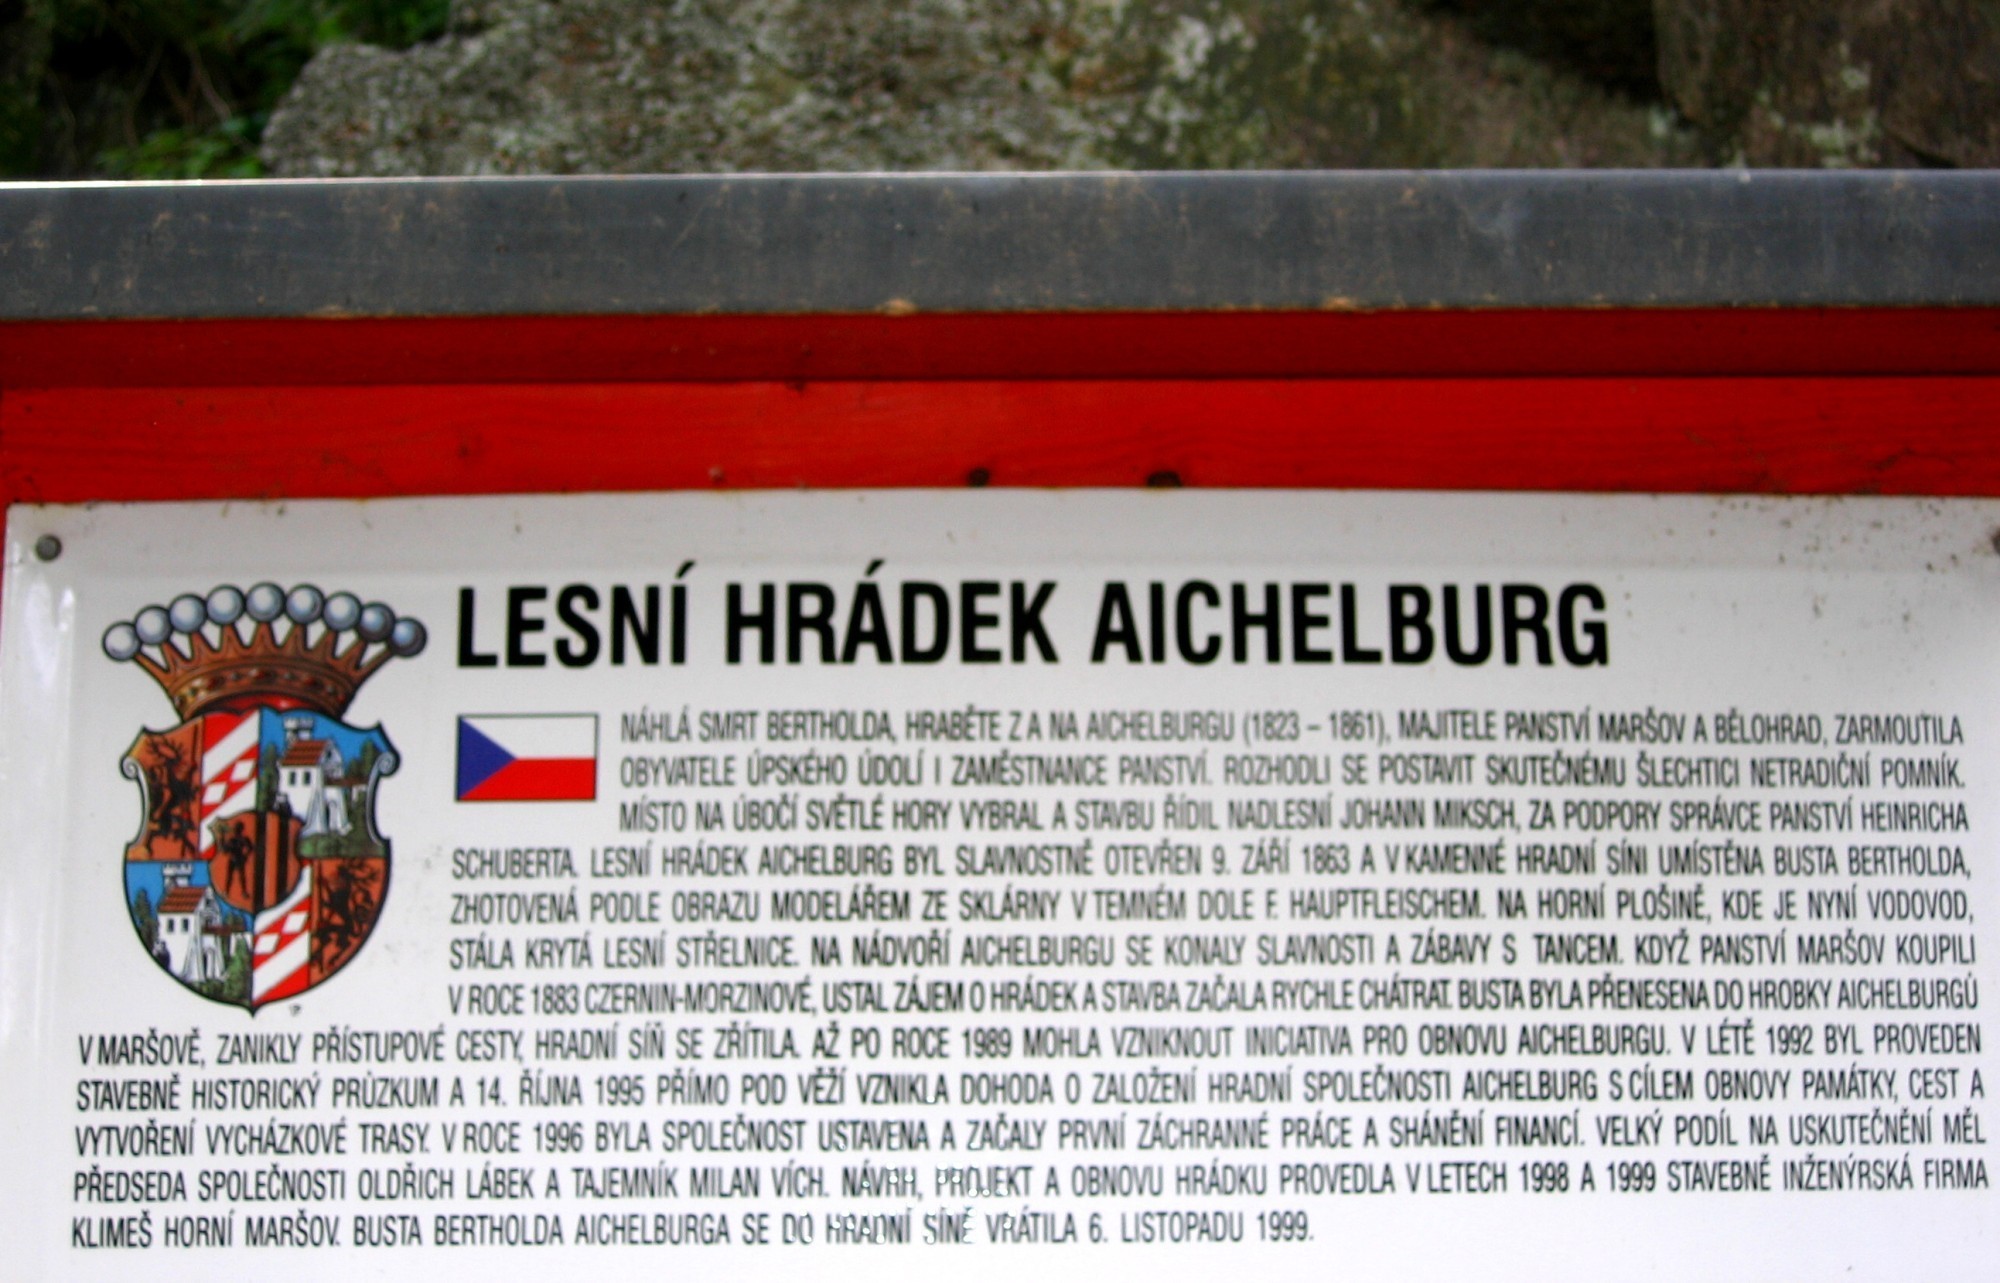 LESNÍ HRÁDEK AICHELBURG
NÁHLÁ SMRT BERTHOLDA, HRABĚTE Z A NA AICHELBURGU (1823 – 1861), MAJITELE PANSTVÍ MARŠOV A BĚLOHRAD, ZARMOUTILA
OBYVATELE ÚPSKÉHO ÚDOLÍ I ZAMĚSTNANCE PANSTVÍ. ROZHODLI SE POSTAVIT SKUTEČNÉMU ŠLECHTICI NETRADIČNÍ POMNÍK.
MÍSTO NA ÚBOČÍ SVĚTLÉ HORY VYBRAL A STAVBU ŘÍDIL NADLESNÍ JOHANN MIKSCH, ZA PODPORY SPRÁVCE PANSTVÍ HEINRICHA
SCHUBERTA. LESNÍ HRÁDEK AICHELBURG BYL SLAVNOSTNĚ OTEVŘEN 9. ZÁŘÍ 1863 A V KAMENNÉ HRADNÍ SÍNI UMÍSTĚNA BUSTA BERTHOLDA,
ZHOTOVENÁ PODLE OBRAZU MODELÁŘEM ZE SKLÁRNY V TEMNÉM DOLE F. HAUPTFLEISCHEM. NA HORNÍ PLOŠINĚ, KDE JE NYNÍ VODOVOD,
STÁLA KRYTÁ LESNÍ STŘELNICE. NA NÁDVOŘÍ AICHELBURGU SE KONALY SLAVNOSTI A ZÁBAVY S TANCEM. KDYŽ PANSTVÍ MARŠOV KOUPILI
V ROCE 1883 CZERNIN-MORZINOVÉ, USTAL ZÁJEM O HRÁDEK A STAVBA ZAČALA RYCHLE CHÁTRAT. BUSTA BYLA PŘENESENA DO HROBKY AICHELBURGŮ
V MARŠOVĚ, ZANIKLY PŘÍSTUPOVÉ CESTY, HRADNÍ SÍŇ SE ZŘÍTILA. AŽ PO ROCE 1989 MOHLA VZNIKNOUT INICIATIVA PRO OBNOVU AICHELBURGU. V LÉTĚ 1992 BYL PROVEDEN
STAVEBNĚ HISTORICKÝ PRŮZKUM A 14. ŘÍJNA 1995 PŘÍMO POD VĚŽÍ VZNIKLA DOHODA O ZALOŽENÍ HRADNÍ SPOLEČNOSTI AICHELBURG S CÍLEM OBNOVY PAMÁTKY, CEST A
VYTVOŘENÍ VYCHÁZKOVÉ TRASY. V ROCE 1996 BYLA SPOLEČNOST USTAVENA A ZAČALY PRVNÍ ZÁCHRANNÉ PRÁCE A SHÁNĚNÍ FINANCÍ. VELKÝ PODÍL NA USKUTEČNĚNÍ MĚL
PŘEDSEDA SPOLEČNOSTI OLDŘICH LÁBEK A TAJEMNÍK MILAN VÍCH. NÁVRH, PROJEKT A OBNOVU HRÁDKU PROVEDLA V LETECH 1998 A 1999 STAVEBNĚ INŽENÝRSKÁ FIRMA
KLIMEŠ HORNÍ MARŠOV. BUSTA BERTHOLDA AICHELBURGA SE DO HRADNÍ SÍNĚ VRÁTILA 6. LISTOPADU 1999.